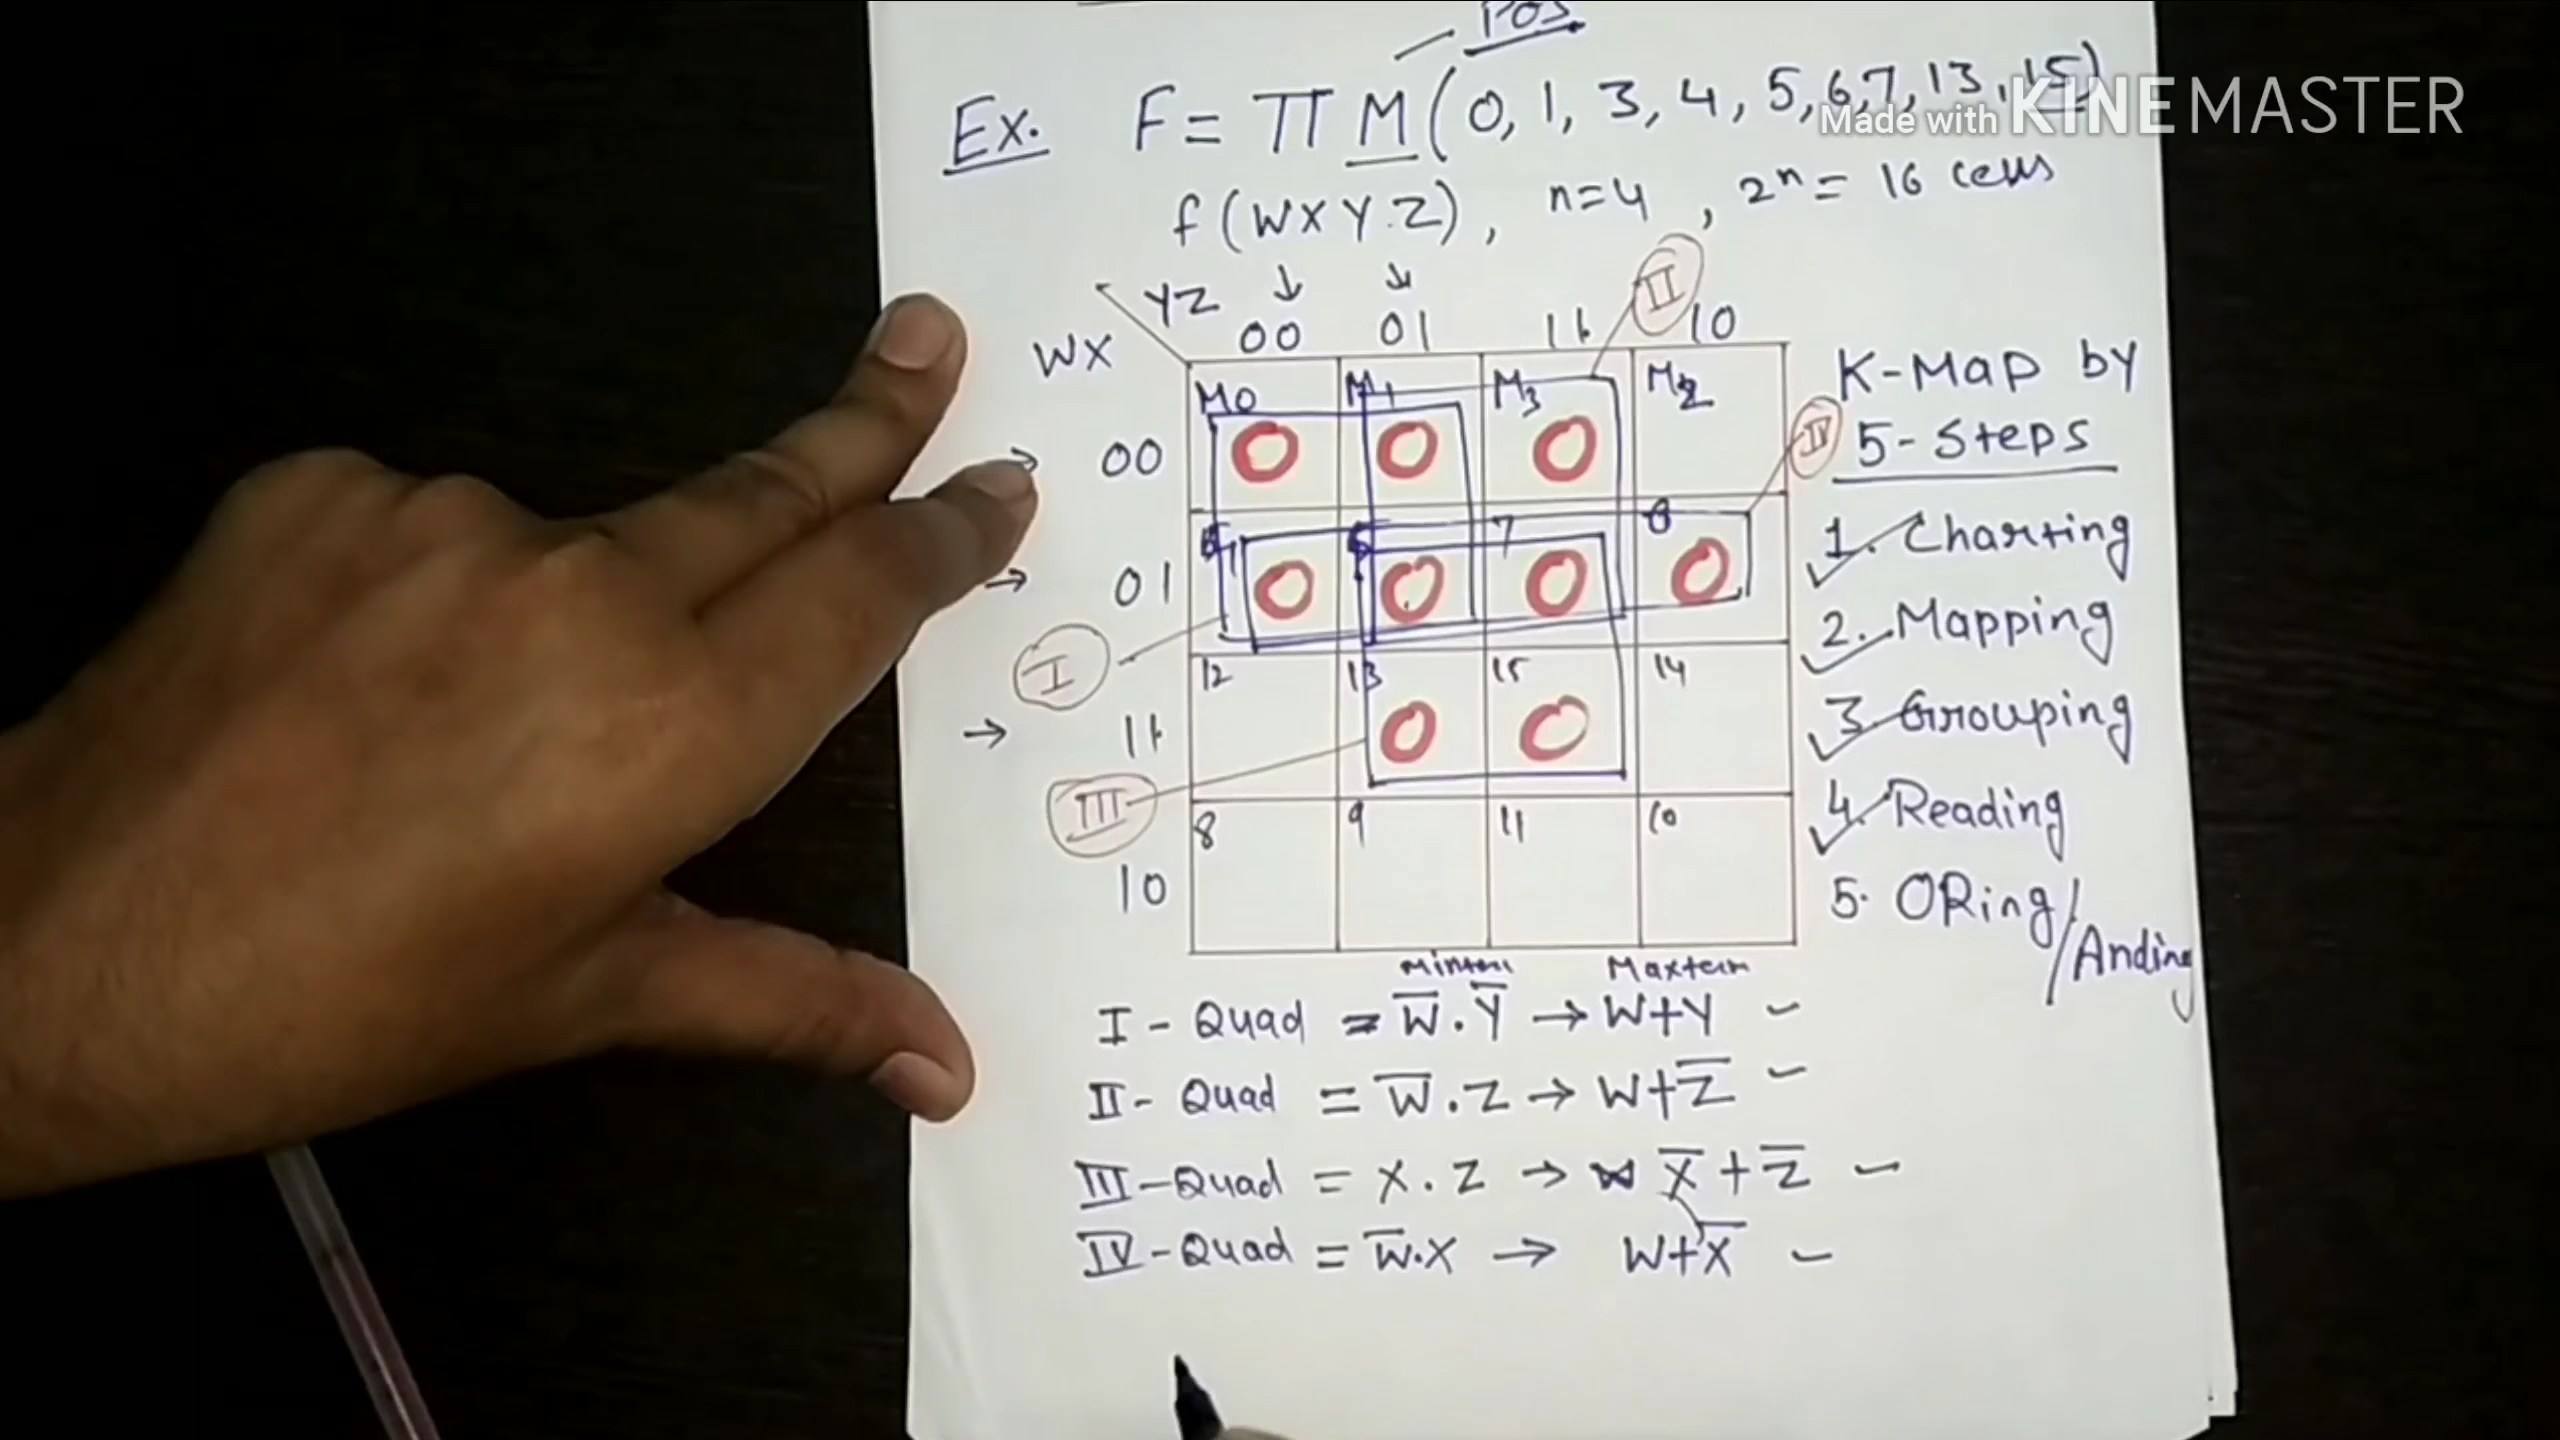 POS
Ex. F = π M (0, 1, 3, 4, 5, 6, 7, 13, 15)
Made with KINEMASTER
f (W X Y Z), n=4, 2ⁿ = 16 cells
YZ
WX
00 01 11 10
II
M0 M1 M3 M2
00 0 0 0
IV
4 5 7 6
01 0 0 0 0
I
12 13 15 14
11 0 0
III
8 9 11 10
10
K-Map by
5-Steps
1. Charting
2. Mapping
3. Grouping
4. Reading
5. ORing/Anding
Minterm Maxterm
I - Quad = W̅.Y̅ → W+Y
II - Quad = W̅.Z → W+Z̅
III - Quad = X.Z → X̅+Z̅
IV - Quad = W̅.X → W+X̅